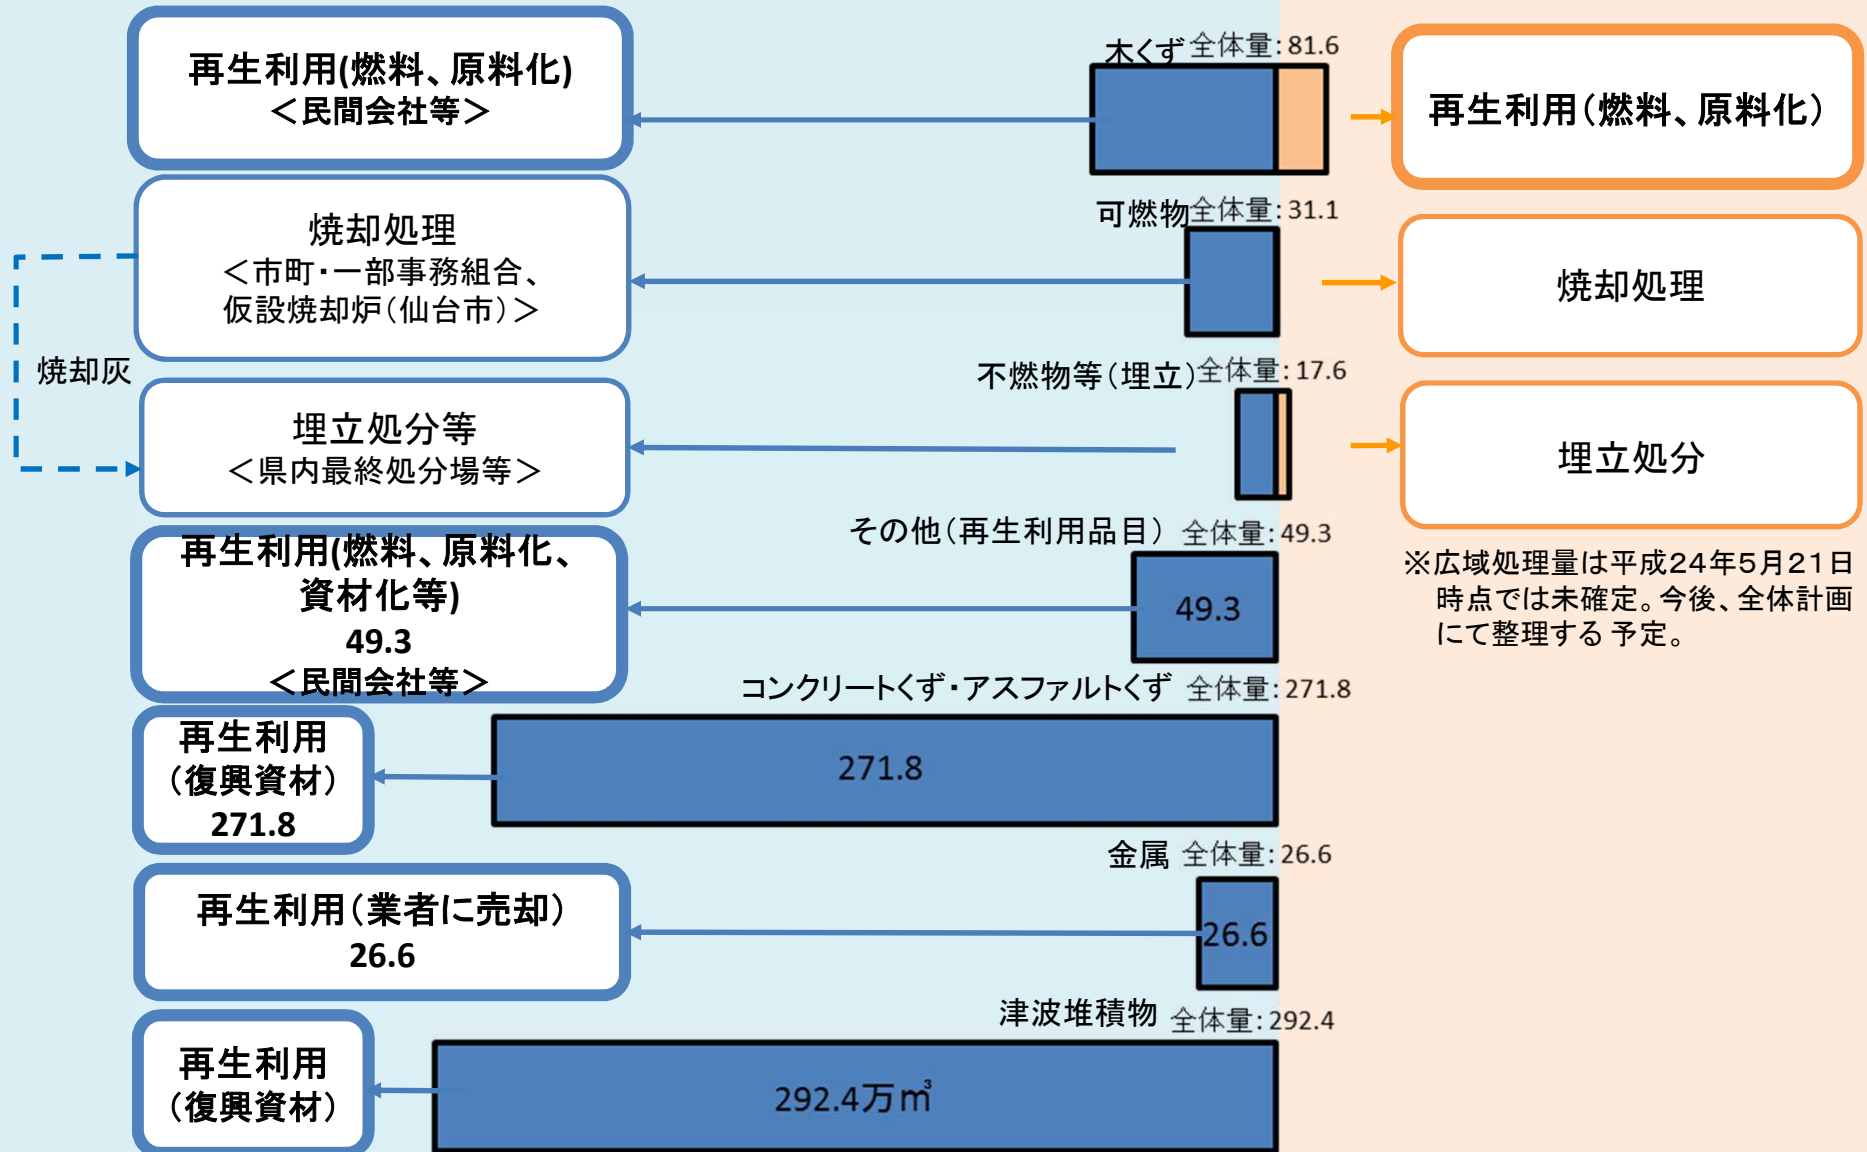 木くず 全体量:81.6
再生利用(燃料、原料化)
＜民間会社等＞
再生利用（燃料、原料化）
可燃物 全体量:31.1
焼却処理
＜市町・一部事務組合、
仮設焼却炉（仙台市）＞
焼却処理
焼却灰
不燃物等（埋立） 全体量:17.6
埋立処分等
＜県内最終処分場等＞
埋立処分
その他（再生利用品目） 全体量:49.3
再生利用(燃料、原料化、
資材化等)
49.3
＜民間会社等＞
49.3
※広域処理量は平成24年5月21日
時点では未確定。今後、全体計画
にて整理する 予定。
コンクリートくず・アスファルトくず 全体量:271.8
再生利用
（復興資材）
271.8
271.8
金属 全体量:26.6
再生利用（業者に売却）
26.6
26.6
津波堆積物 全体量:292.4
再生利用
（復興資材）
292.4万㎥